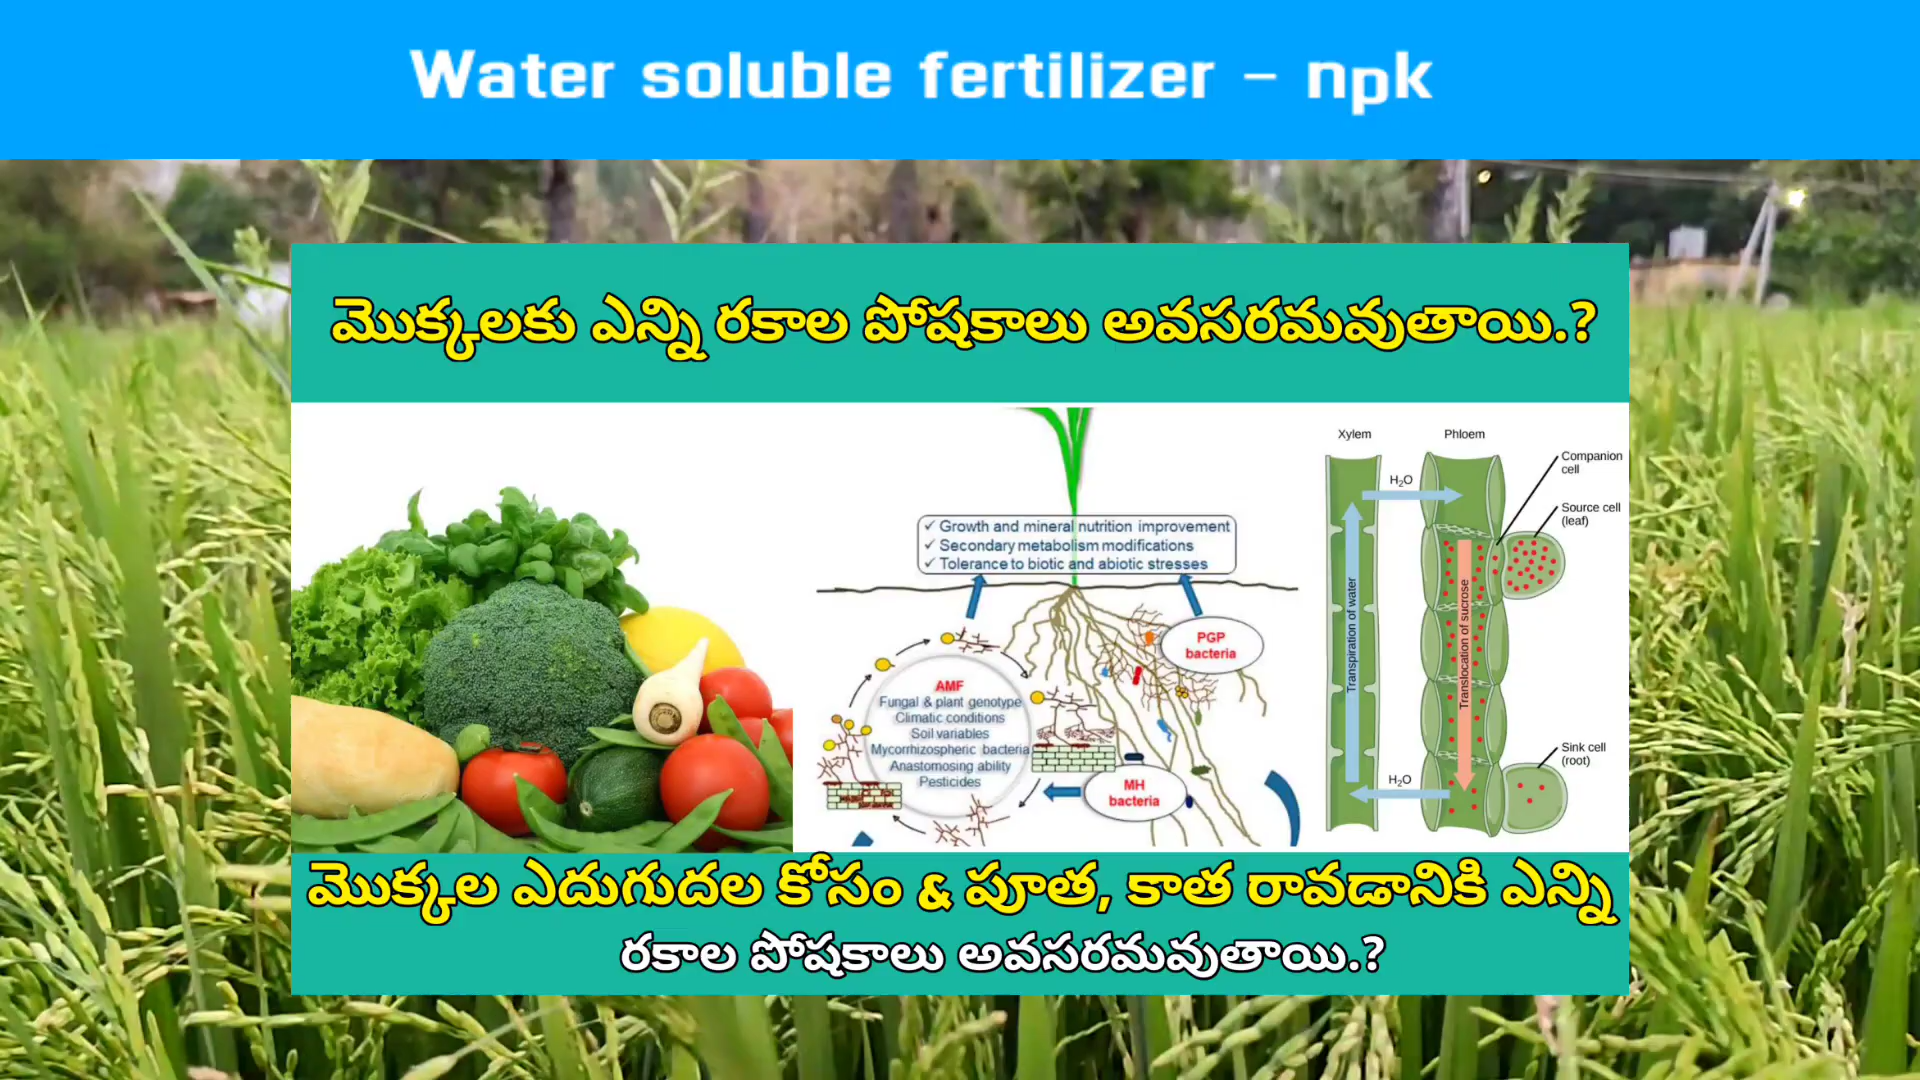 Water soluble fertilizer - npk
మొక్కలకు ఎన్ని రకాల పోషకాలు అవసరమవుతాయి.?
✓ Growth and mineral nutrition improvement
✓ Secondary metabolism modifications
✓ Tolerance to biotic and abiotic stresses
PGP
bacteria
AMF
Fungal & plant genotype
Climatic conditions
Soil variables
Mycorrhizospheric bacteria
Anastomosing ability
Pesticides
MH
bacteria
Xylem
Phloem
Companion
cell
H₂O
Source cell
(leaf)
Transpiration of water
Translocation of sucrose
Sink cell
(root)
H₂O
మొక్కల ఎదుగుదల కోసం & పూత, కాత రావడానికి ఎన్ని
రకాల పోషకాలు అవసరమవుతాయి.?